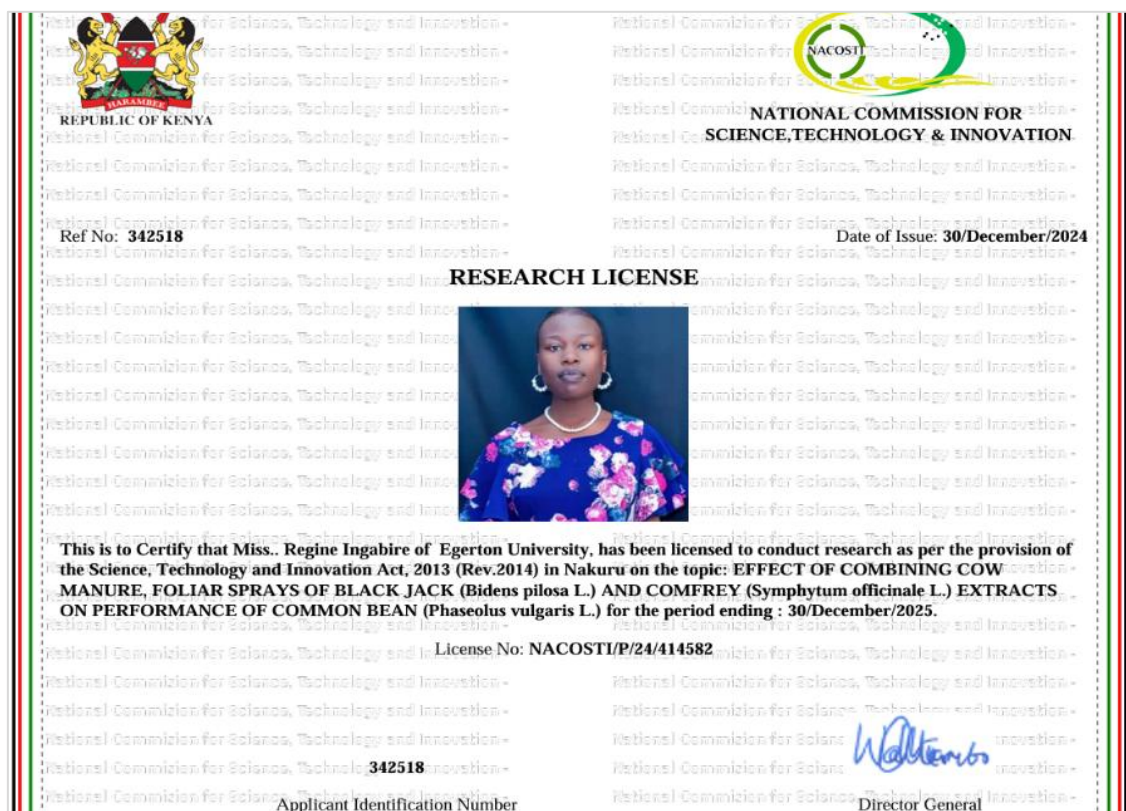 HARAMBEE
REPUBLIC OF KENYA
NACOSTI
NATIONAL COMMISSION FOR
SCIENCE,TECHNOLOGY & INNOVATION
Ref No: 342518
Date of Issue: 30/December/2024
RESEARCH LICENSE
This is to Certify that Miss.. Regine Ingabire of Egerton University, has been licensed to conduct research as per the provision of
the Science, Technology and Innovation Act, 2013 (Rev.2014) in Nakuru on the topic: EFFECT OF COMBINING COW
MANURE, FOLIAR SPRAYS OF BLACK JACK (Bidens pilosa L.) AND COMFREY (Symphytum officinale L.) EXTRACTS
ON PERFORMANCE OF COMMON BEAN (Phaseolus vulgaris L.) for the period ending : 30/December/2025.
License No: NACOSTI/P/24/414582
342518
Applicant Identification Number
Director General